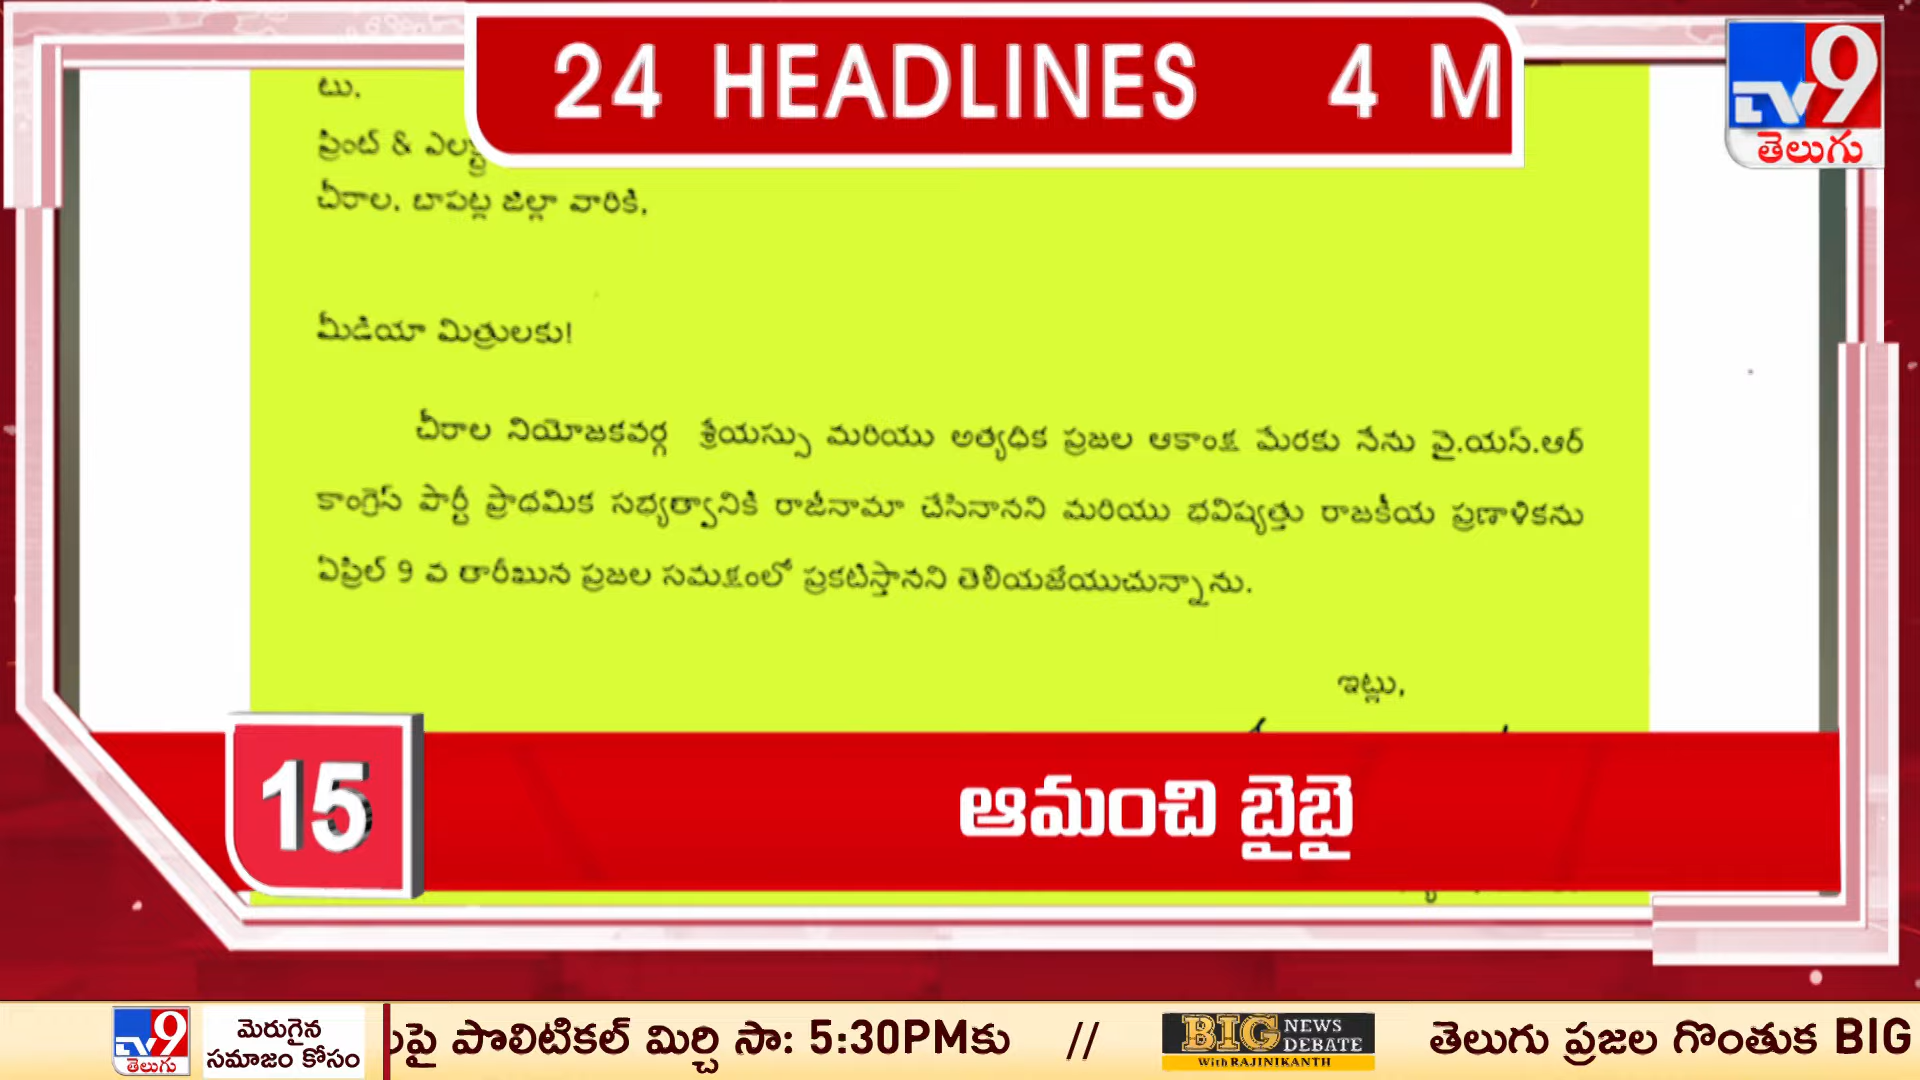 24 HEADLINES 4 M
TV9
తెలుగు
టు.
ప్రింట్ &
చీరాల, బాపట్ల జిల్లా వారికి,
మీడియా మిత్రులకు!
చీరాల నియోజకవర్గ శ్రేయస్సు మరియు అత్యధిక ప్రజల ఆకాంక్ష మేరకు నేను వై.యస్.ఆర్
కాంగ్రెస్ పార్టీ ప్రాధమిక సభ్యత్వానికి రాజీనామా చేసినానని మరియు భవిష్యత్తు రాజకీయ ప్రణాళికను
ఏప్రిల్ 9 వ తారీఖున ప్రజల సమక్షంలో ప్రకటిస్తానని తెలియజేయుచున్నాను.
ఇట్లు,
15
ఆమంచి బైబై
TV9
తెలుగు
మెరుగైన
సమాజం కోసం
పై పొలిటికల్ మిర్చి సా: 5:30PMకు // BIG NEWS DEBATE With RAJINIKANTH తెలుగు ప్రజల గొంతుక BIG